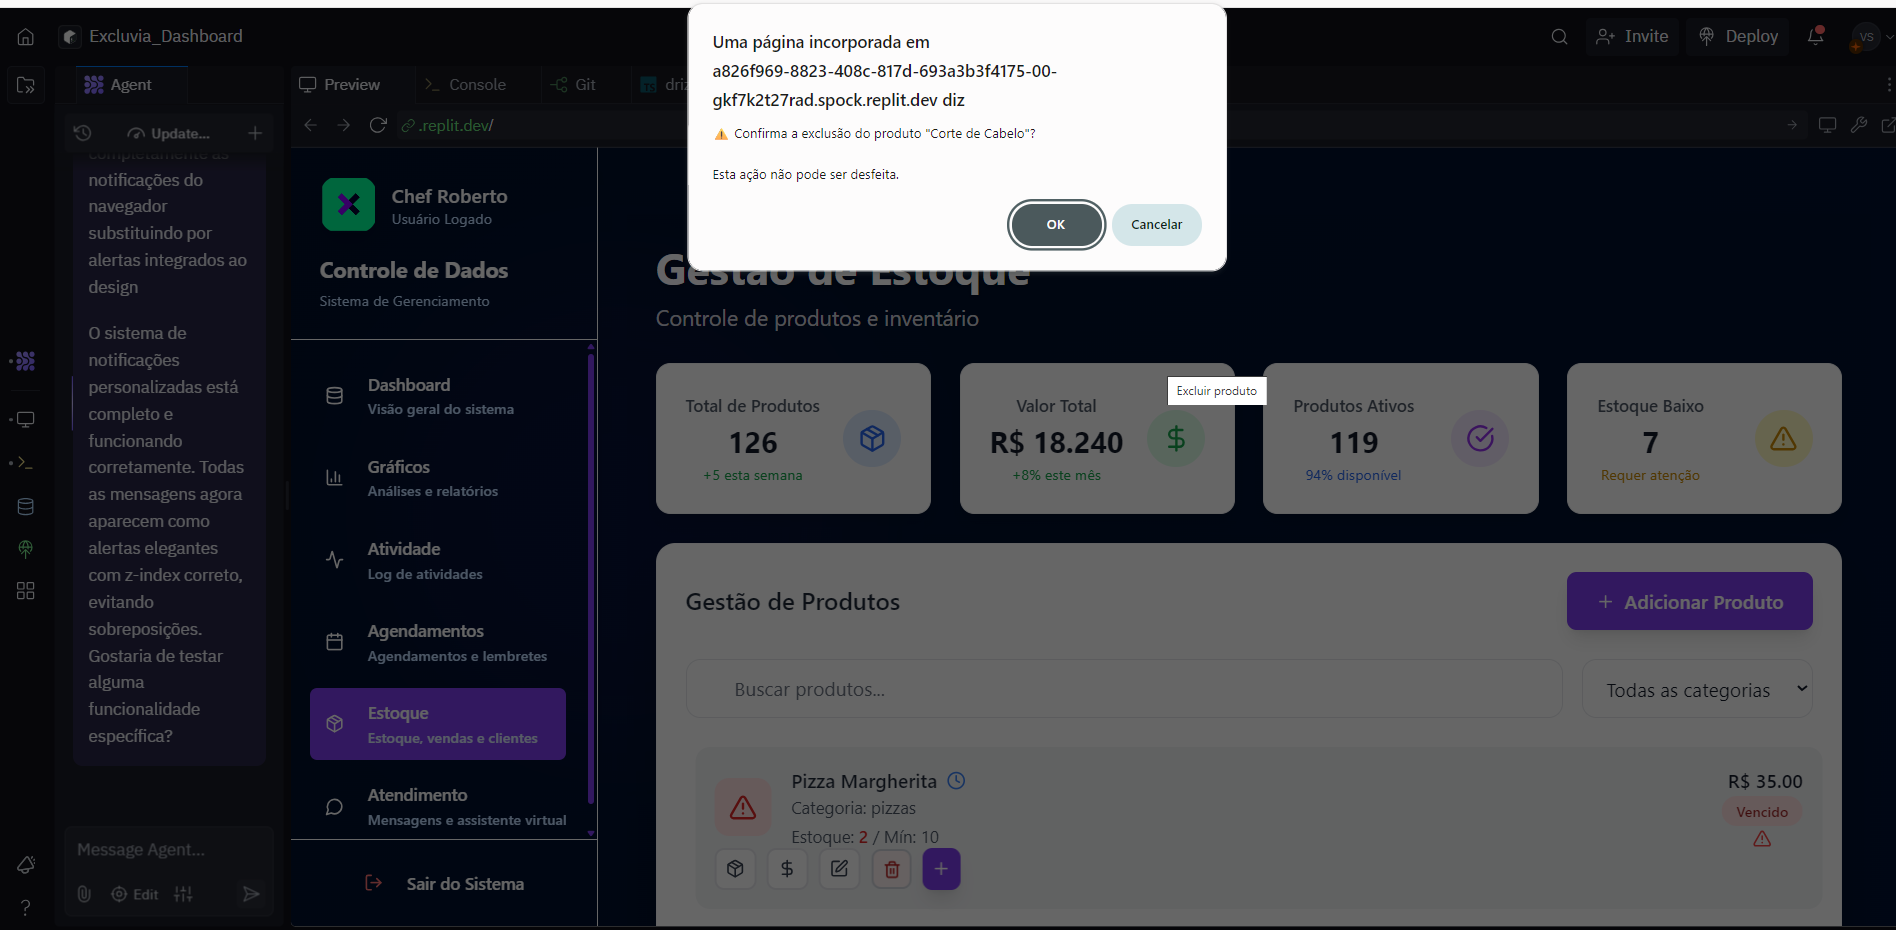 Excluvia_Dashboard
Invite
Deploy
VS
Agent
Preview
Console
Git
Update...
.replit.dev/
notificações do
navegador
substituindo por
alertas integrados ao
design
O sistema de
notificações
personalizadas está
completo e
funcionando
corretamente. Todas
as mensagens agora
aparecem como
alertas elegantes
com z-index correto,
evitando
sobreposições.
Gostaria de testar
alguma
funcionalidade
específica?
Message Agent...
Edit
Uma página incorporada em
a826f969-8823-408c-817d-693a3b3f4175-00-
gkf7k2t27rad.spock.replit.dev diz
⚠️ Confirma a exclusão do produto "Corte de Cabelo"?
Esta ação não pode ser desfeita.
OK
Cancelar
Chef Roberto
Usuário Logado
Controle de Dados
Sistema de Gerenciamento
Dashboard
Visão geral do sistema
Gráficos
Análises e relatórios
Atividade
Log de atividades
Agendamentos
Agendamentos e lembretes
Estoque
Estoque, vendas e clientes
Atendimento
Mensagens e assistente virtual
Sair do Sistema
Gestão de Estoque
Controle de produtos e inventário
Total de Produtos
126
+5 esta semana
Valor Total
R$ 18.240
+8% este mês
Excluir produto
Produtos Ativos
119
94% disponível
Estoque Baixo
7
Requer atenção
Gestão de Produtos
+ Adicionar Produto
Buscar produtos...
Todas as categorias
Pizza Margherita
Categoria: pizzas
Estoque: 2 / Mín: 10
R$ 35.00
Vencido